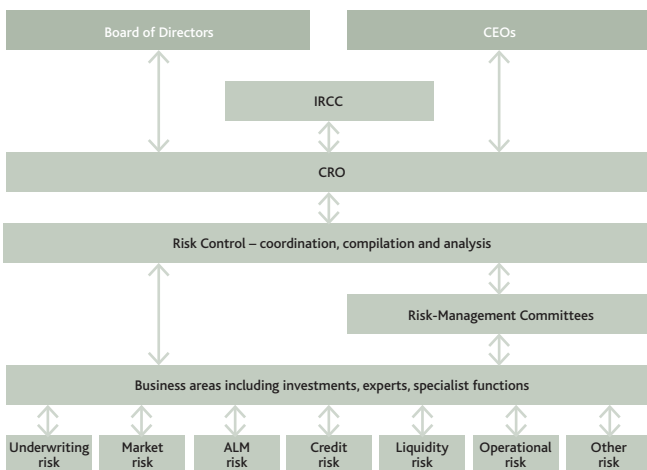 Board of Directors
CEOs
IRCC
CRO
Risk Control – coordination, compilation and analysis
Risk-Management Committees
Business areas including investments, experts, specialist functions
Underwriting
risk
Market
risk
ALM
risk
Credit
risk
Liquidity
risk
Operational
risk
Other
risk